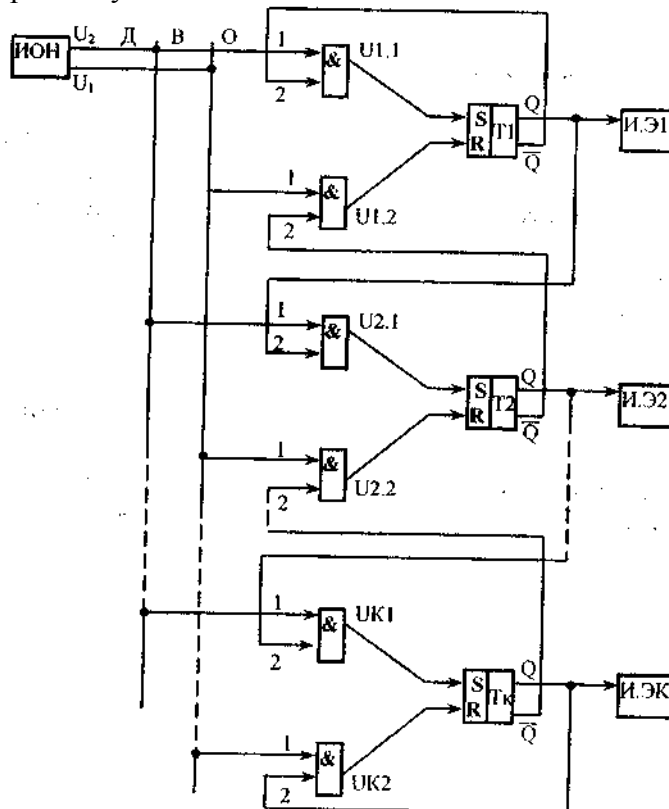 U2 Д В О 1 U1.1
ИОН & Q
U1 2 S T1 И.Э1
R Q̅
1
& U1.2
2
1 U2.1
2 & Q
S T2 И.Э2
R Q̅
1
&
2 U2.2
1 UK1
&
2 Q
S Tк И.ЭК
R Q̅
1
&
2 UK2